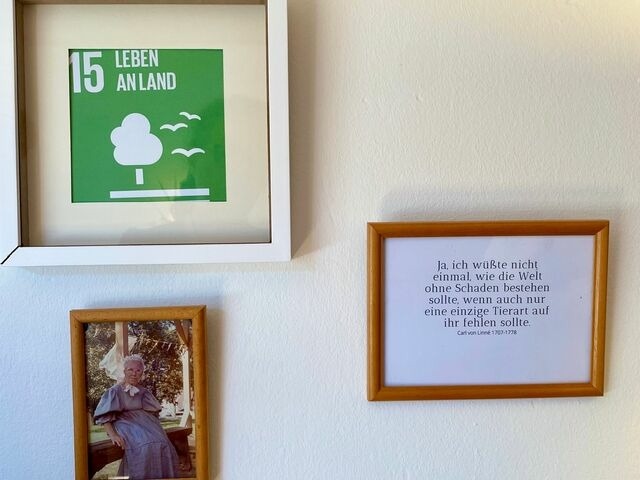 15 LEBEN
AN LAND
Ja, ich wüßte nicht
einmal, wie die Welt
ohne Schaden bestehen
sollte, wenn auch nur
eine einzige Tierart auf
ihr fehlen sollte.
Carl von Linné 1707-1778